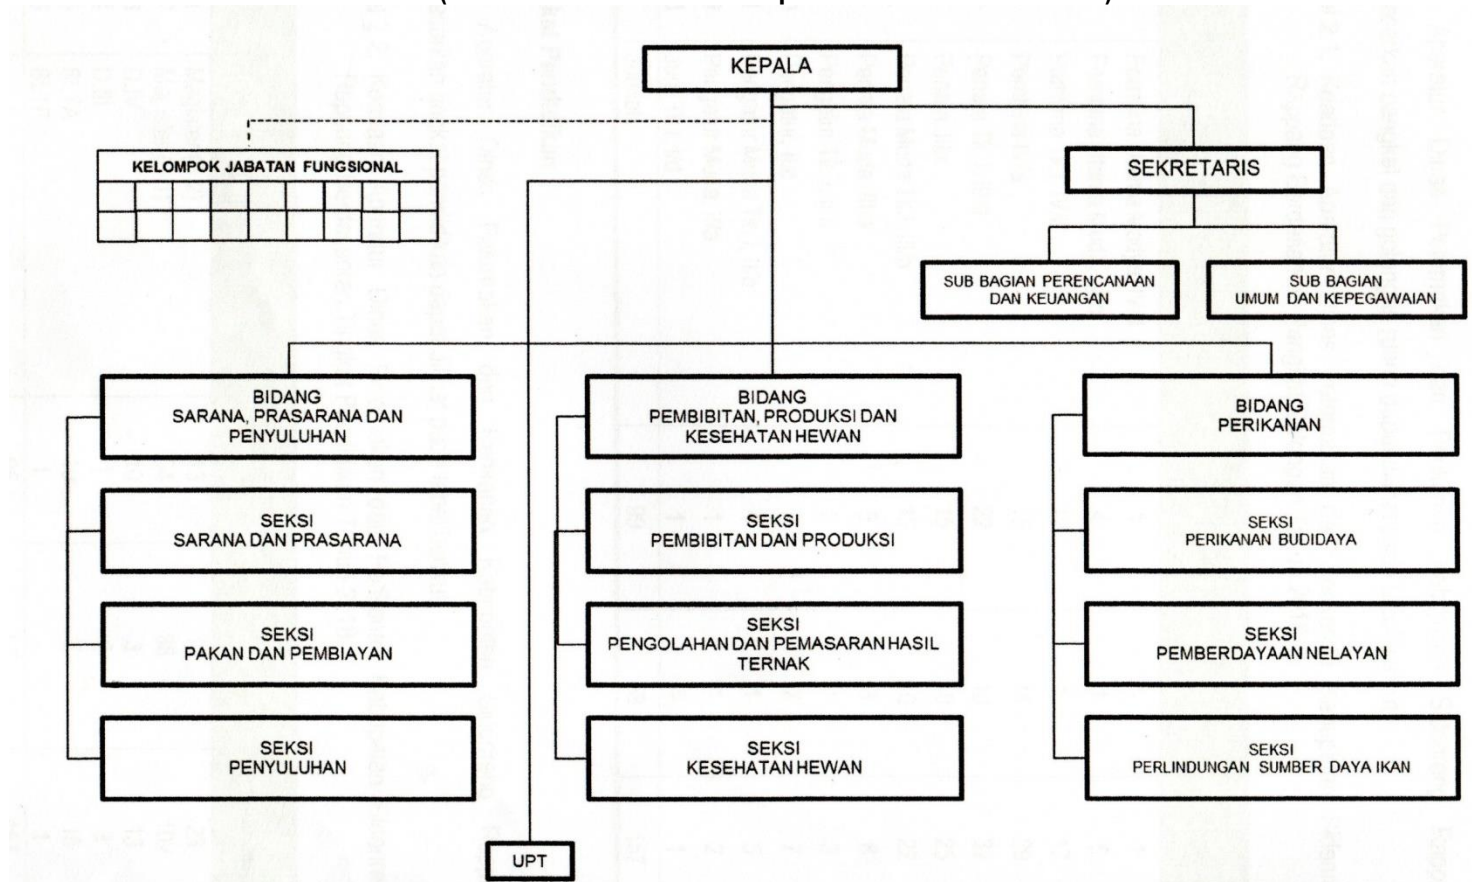 KEPALA
KELOMPOK JABATAN FUNGSIONAL
SEKRETARIS
SUB BAGIAN PERENCANAAN
DAN KEUANGAN
SUB BAGIAN
UMUM DAN KEPEGAWAIAN
BIDANG
SARANA, PRASARANA DAN
PENYULUHAN
SEKSI
SARANA DAN PRASARANA
SEKSI
PAKAN DAN PEMBIAYAN
SEKSI
PENYULUHAN
BIDANG
PEMBIBITAN, PRODUKSI DAN
KESEHATAN HEWAN
SEKSI
PEMBIBITAN DAN PRODUKSI
SEKSI
PENGOLAHAN DAN PEMASARAN HASIL
TERNAK
SEKSI
KESEHATAN HEWAN
BIDANG
PERIKANAN
SEKSI
PERIKANAN BUDIDAYA
SEKSI
PEMBERDAYAAN NELAYAN
SEKSI
PERLINDUNGAN SUMBER DAYA IKAN
UPT